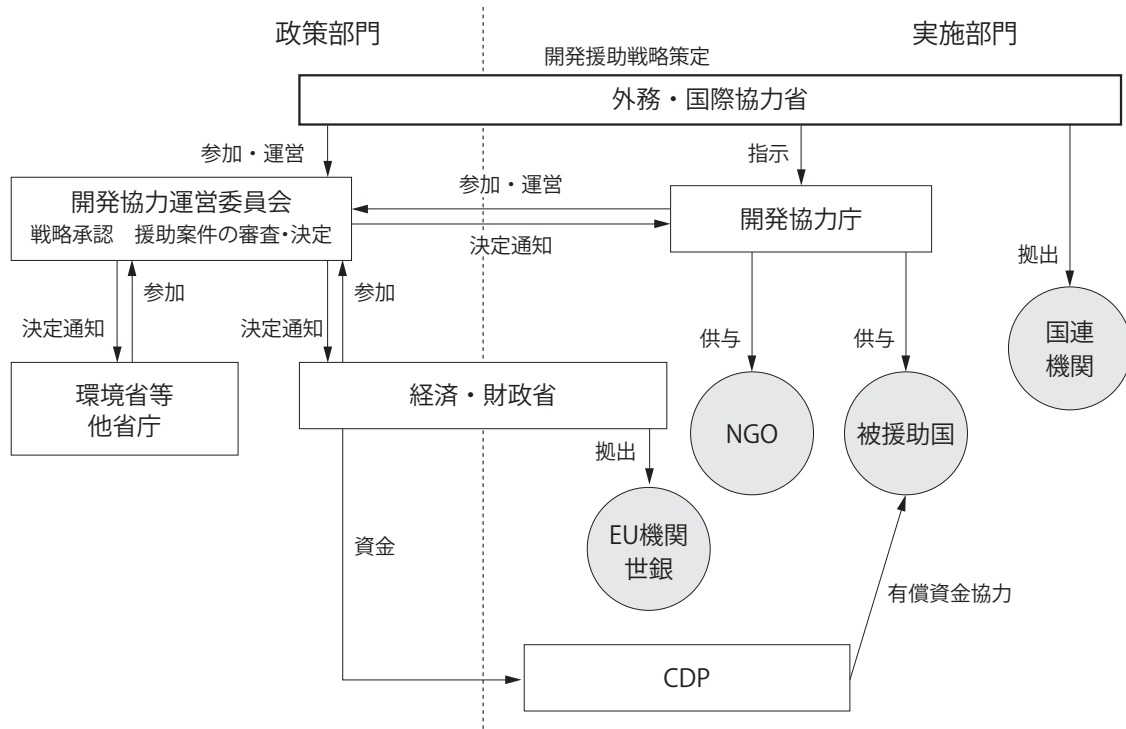 政策部門
実施部門
開発援助戦略策定
外務・国際協力省
参加・運営
指示
開発協力運営委員会
戦略承認　援助案件の審査・決定
参加・運営
決定通知
開発協力庁
拠出
参加
決定通知
参加
決定通知
供与
供与
国連
機関
環境省等
他省庁
経済・財政省
NGO
被援助国
拠出
EU機関
世銀
資金
有償資金協力
CDP